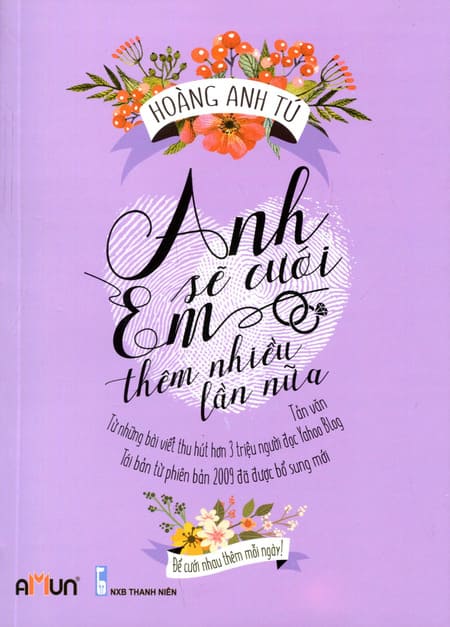 HOÀNG ANH TÚ
Anh
sẽ cưới
Em
thêm nhiều
lần nữa
Tản văn
Từ những bài viết thu hút hơn 3 triệu người đọc Yahoo Blog
Tái bản từ phiên bản 2009 đã được bổ sung mới
Để cưới nhau thêm mỗi ngày!
AMUN®
NXB THANH NIÊN